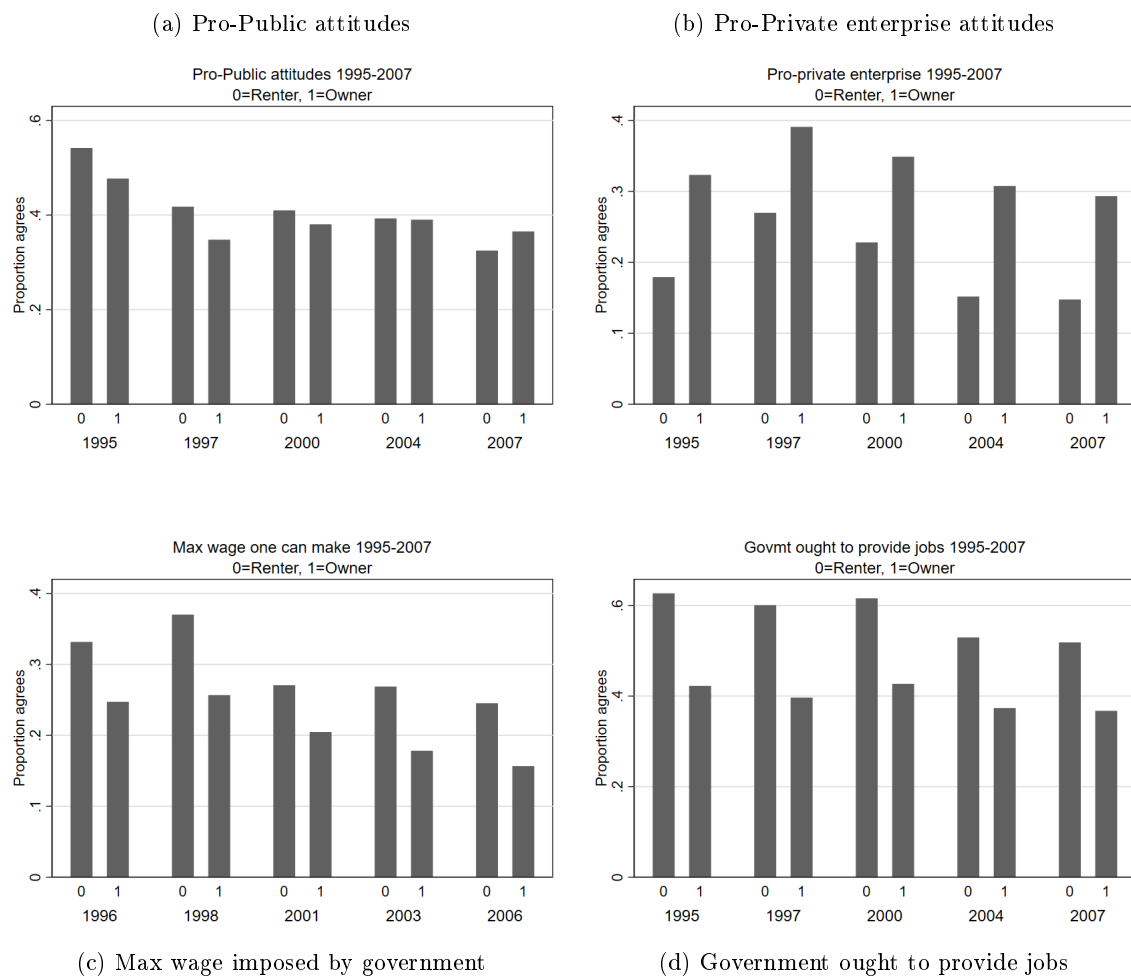 (a) Pro-Public attitudes
Pro-Public attitudes 1995-2007
0=Renter, 1=Owner
Proportion agrees
.6
.4
.2
0
0 1 0 1 0 1 0 1 0 1
1995 1997 2000 2004 2007
(b) Pro-Private enterprise attitudes
Pro-private enterprise 1995-2007
0=Renter, 1=Owner
Proportion agrees
.4
.3
.2
.1
0
0 1 0 1 0 1 0 1 0 1
1995 1997 2000 2004 2007
Max wage one can make 1995-2007
0=Renter, 1=Owner
Proportion agrees
.4
.3
.2
.1
0
0 1 0 1 0 1 0 1 0 1
1996 1998 2001 2003 2006
(c) Max wage imposed by government
Govmt ought to provide jobs 1995-2007
0=Renter, 1=Owner
Proportion agrees
.6
.4
.2
0
0 1 0 1 0 1 0 1 0 1
1995 1997 2000 2004 2007
(d) Government ought to provide jobs